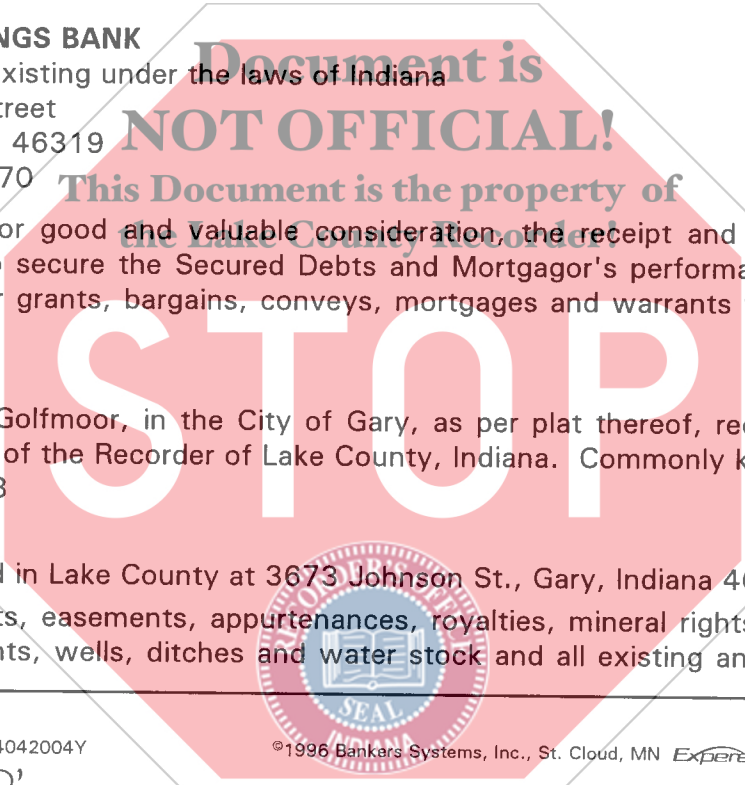 NGS BANK
xisting under the laws of Indiana
treet
46319
70
Document is
NOT OFFICIAL!
This Document is the property of
the Lake County Recorder!
or good and valuable consideration, the receipt and
secure the Secured Debts and Mortgagor's performa
grants, bargains, conveys, mortgages and warrants
STOP
Golfmoor, in the City of Gary, as per plat thereof, re
of the Recorder of Lake County, Indiana. Commonly k
3
d in Lake County at 3673 Johnson St., Gary, Indiana 46
ts, easements, appurtenances, royalties, mineral rights
nts, wells, ditches and water stock and all existing an
RECORDER'S OFFICE
SEAL
INDIANA
4042004Y
©1996 Bankers Systems, Inc., St. Cloud, MN Expere